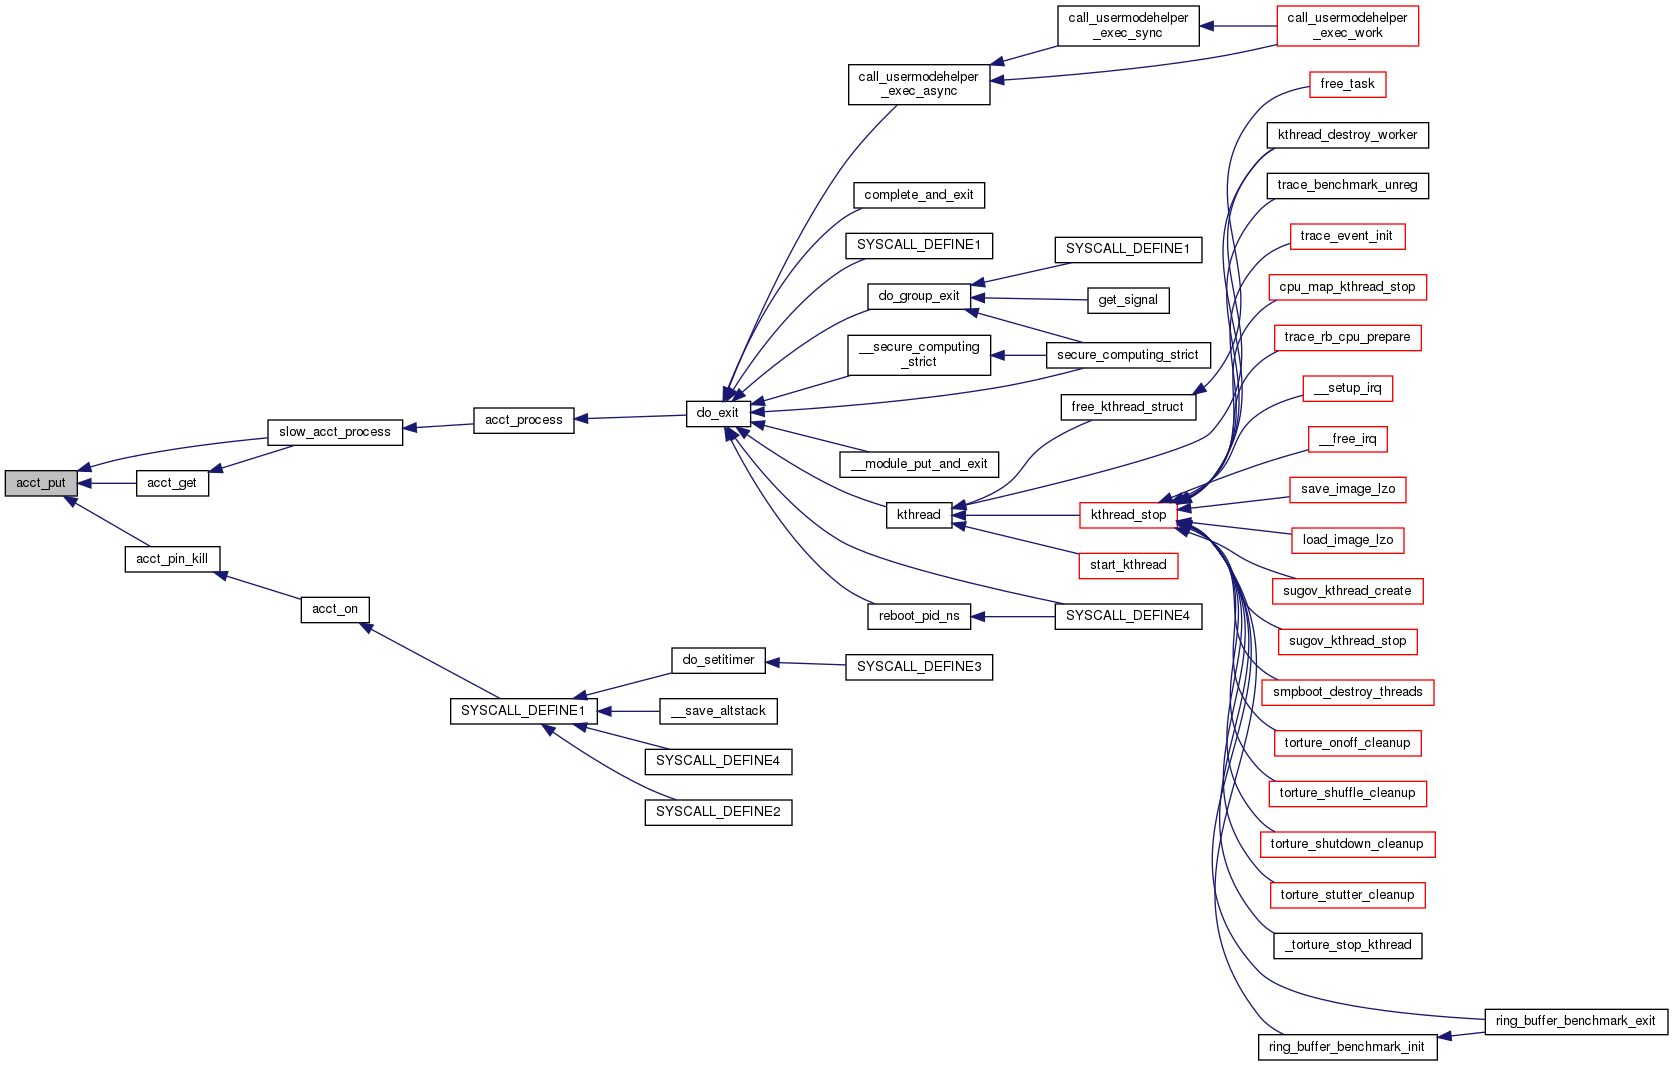 call_usermodehelper
_exec_sync
call_usermodehelper
_exec_work
call_usermodehelper
_exec_async
free_task
kthread_destroy_worker
trace_benchmark_unreg
complete_and_exit
SYSCALL_DEFINE1
SYSCALL_DEFINE1
trace_event_init
do_group_exit
get_signal
cpu_map_kthread_stop
__secure_computing
_strict
secure_computing_strict
trace_rb_cpu_prepare
__setup_irq
free_kthread_struct
do_exit
acct_process
slow_acct_process
__free_irq
__module_put_and_exit
acct_put
acct_get
save_image_lzo
kthread
kthread_stop
load_image_lzo
acct_pin_kill
start_kthread
sugov_kthread_create
acct_on
reboot_pid_ns
SYSCALL_DEFINE4
sugov_kthread_stop
do_setitimer
SYSCALL_DEFINE3
smpboot_destroy_threads
SYSCALL_DEFINE1
__save_altstack
torture_onoff_cleanup
SYSCALL_DEFINE4
torture_shuffle_cleanup
SYSCALL_DEFINE2
torture_shutdown_cleanup
torture_stutter_cleanup
_torture_stop_kthread
ring_buffer_benchmark_exit
ring_buffer_benchmark_init